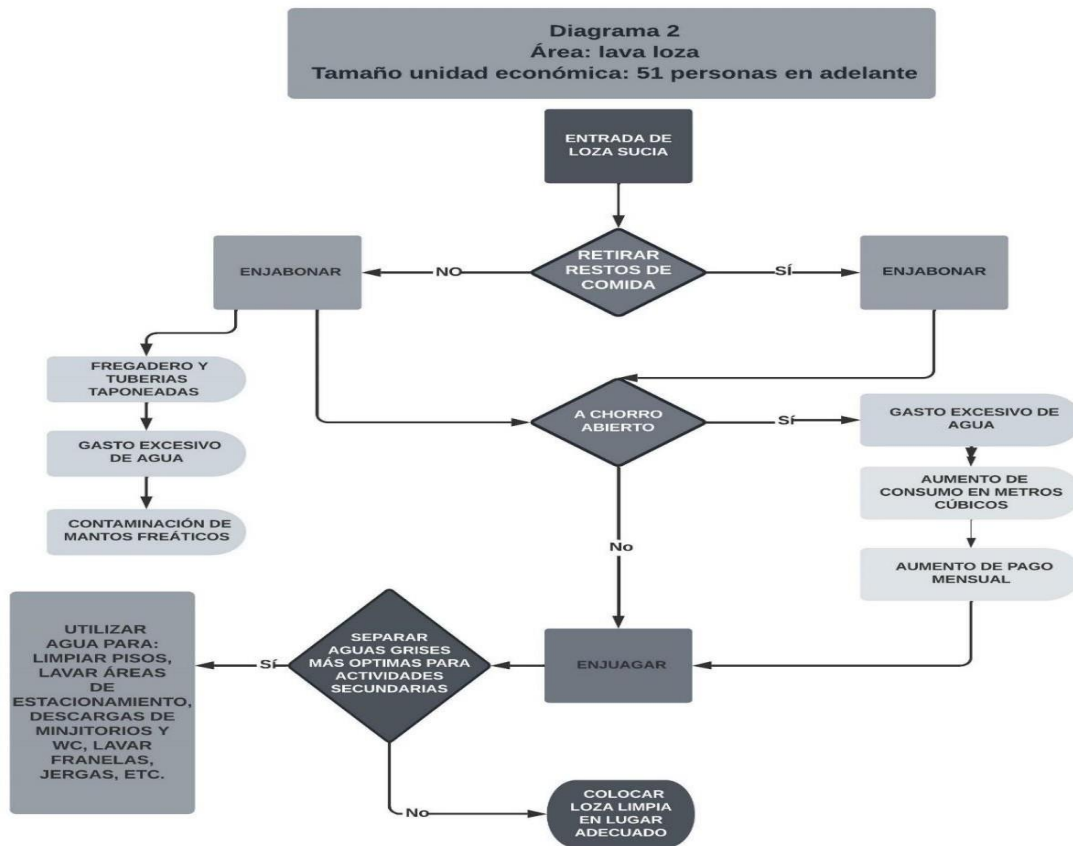 Diagrama 2
Área: lava loza
Tamaño unidad económica: 51 personas en adelante
ENTRADA DE
LOZA SUCIA
RETIRAR
RESTOS DE
COMIDA
NO
SÍ
ENJABONAR
ENJABONAR
FREGADERO Y
TUBERIAS
TAPONEADAS
GASTO EXCESIVO
DE AGUA
CONTAMINACIÓN DE
MANTOS FREÁTICOS
A CHORRO
ABIERTO
Sí
GASTO EXCESIVO DE
AGUA
AUMENTO DE
CONSUMO EN METROS
CÚBICOS
AUMENTO DE PAGO
MENSUAL
No
ENJUAGAR
SEPARAR
AGUAS GRISES
MÁS OPTIMAS PARA
ACTIVIDADES
SECUNDARIAS
Sí
UTILIZAR
AGUA PARA:
LIMPIAR PISOS,
LAVAR ÁREAS
DE
ESTACIONAMIENTO,
DESCARGAS DE
MINJITORIOS Y
WC, LAVAR
FRANELAS,
JERGAS, ETC.
No
COLOCAR
LOZA LIMPIA
EN LUGAR
ADECUADO